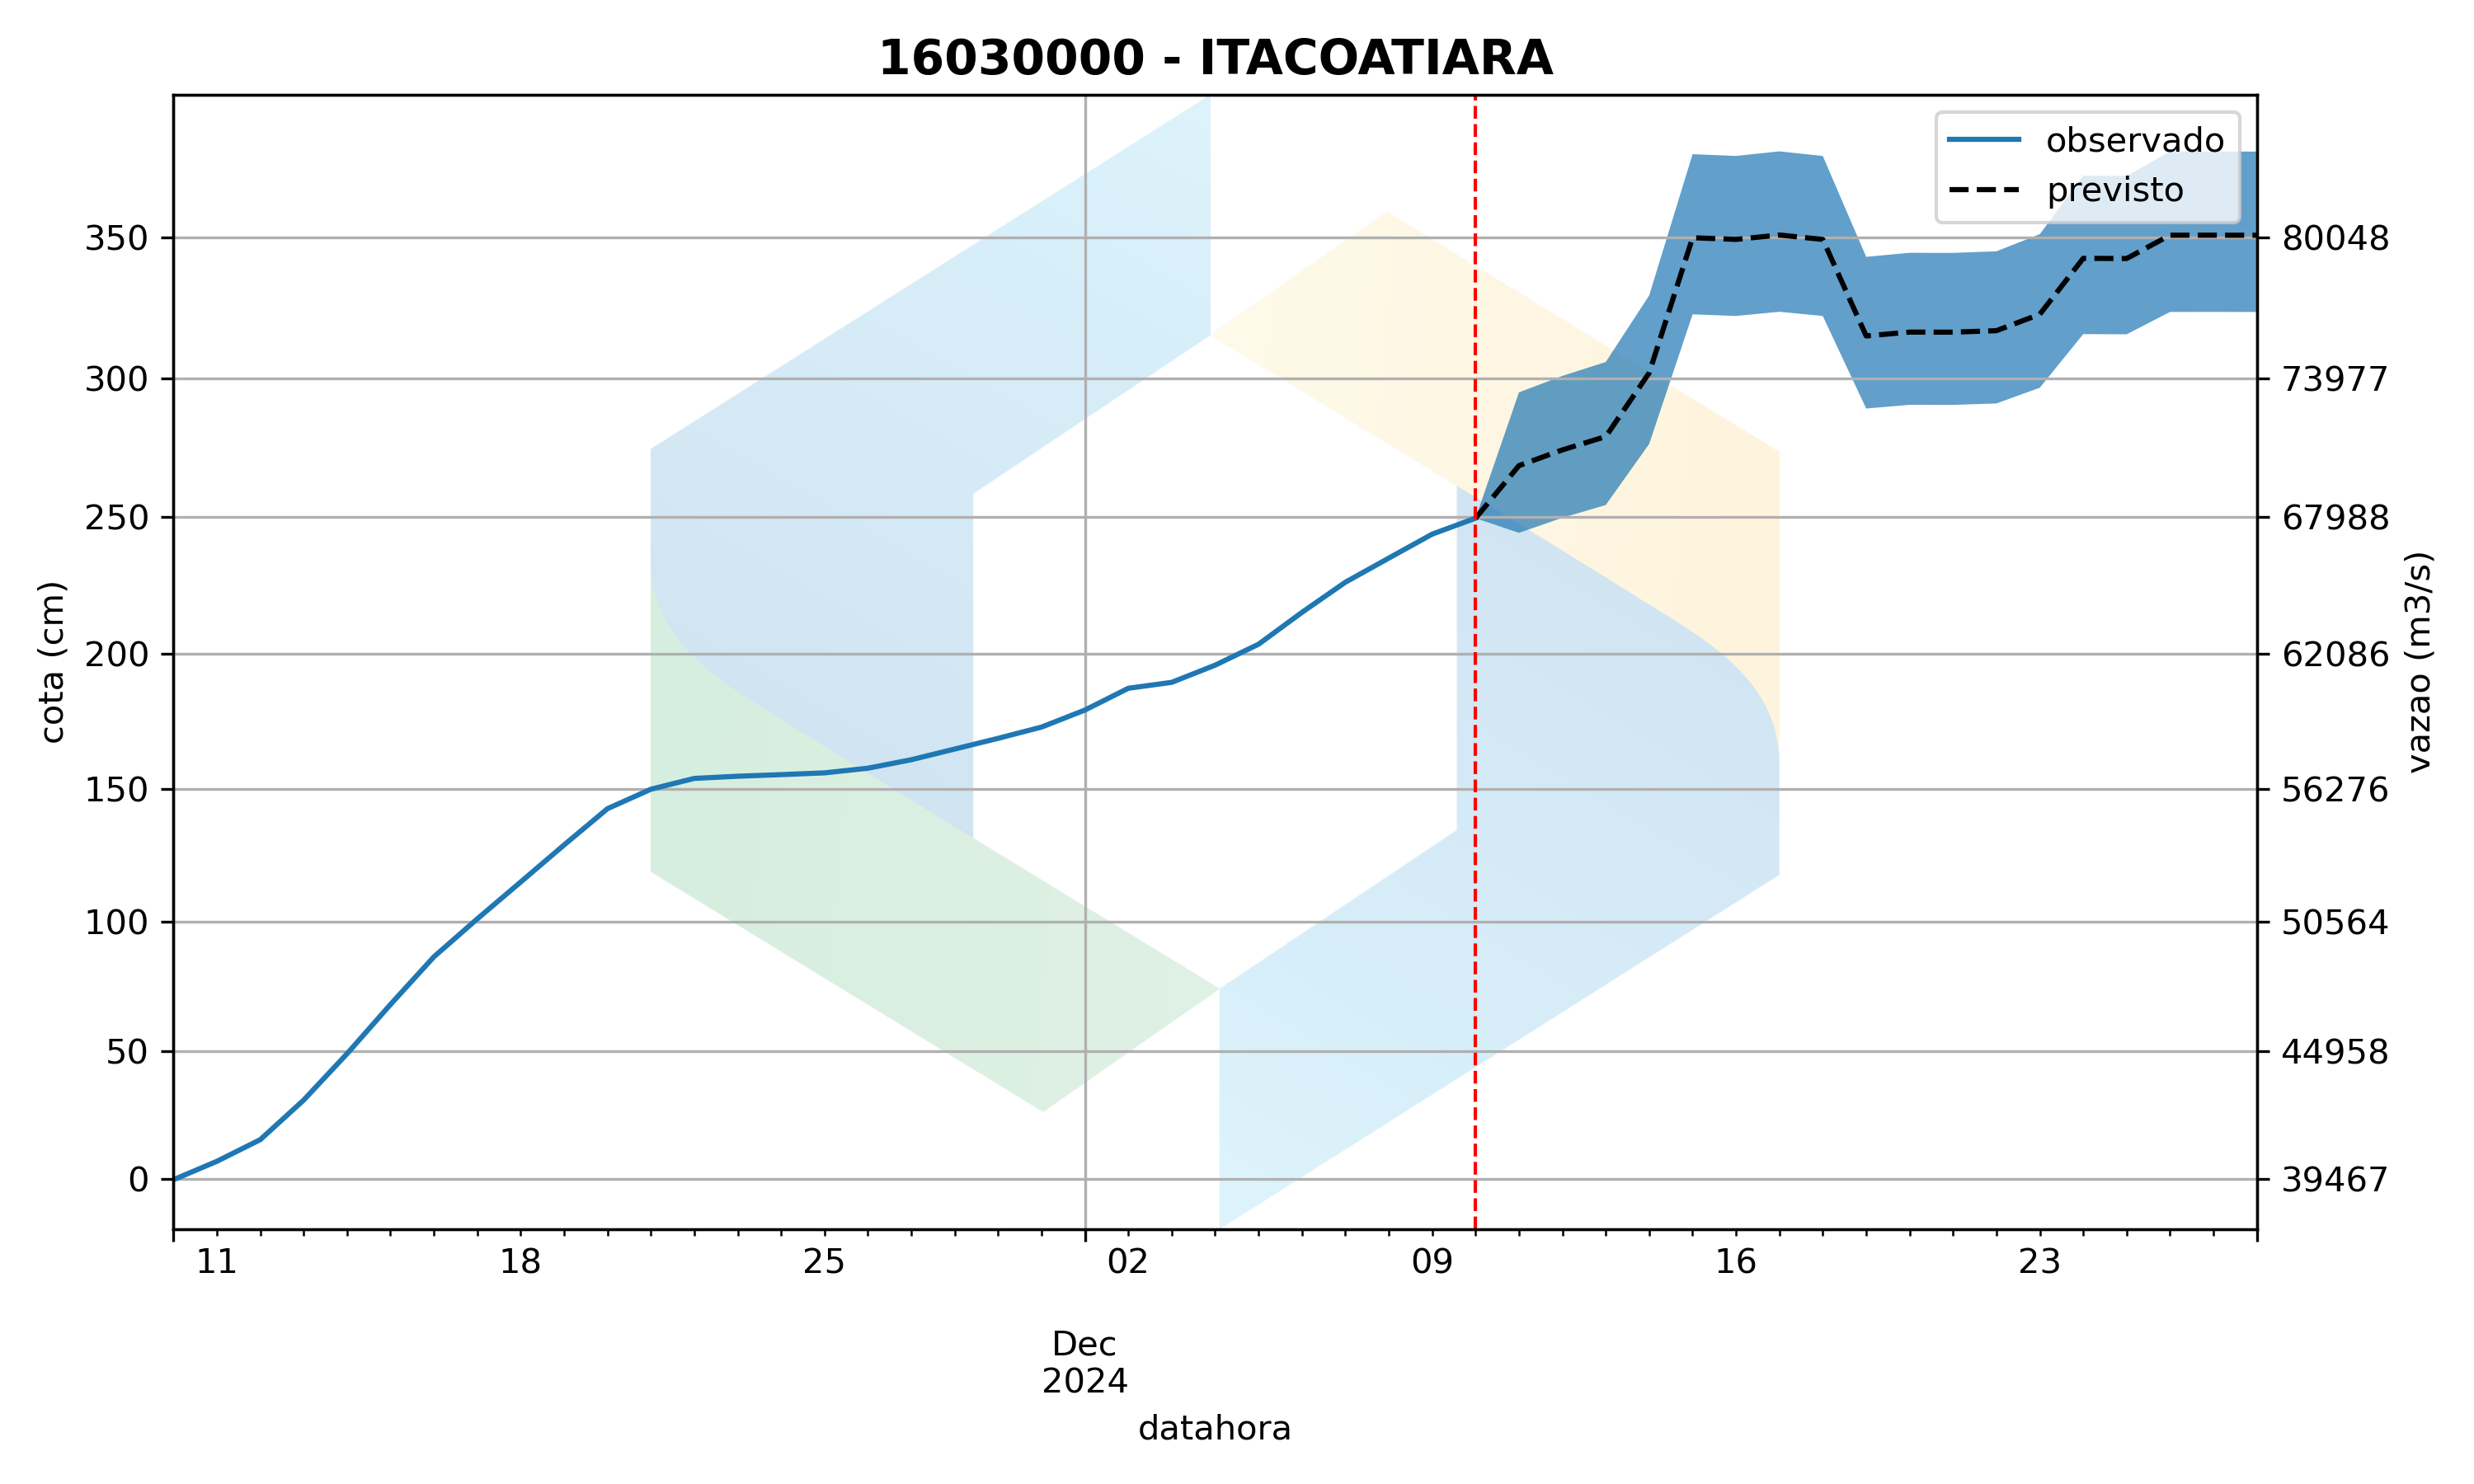 16030000 - ITACOATIARA
observado
previsto
350
300
250
200
150
100
50
0
cota (cm)
80048
73977
67988
62086
56276
50564
44958
39467
vazao (m3/s)
11 18 25 02 09 16 23
Dec
2024
datahora